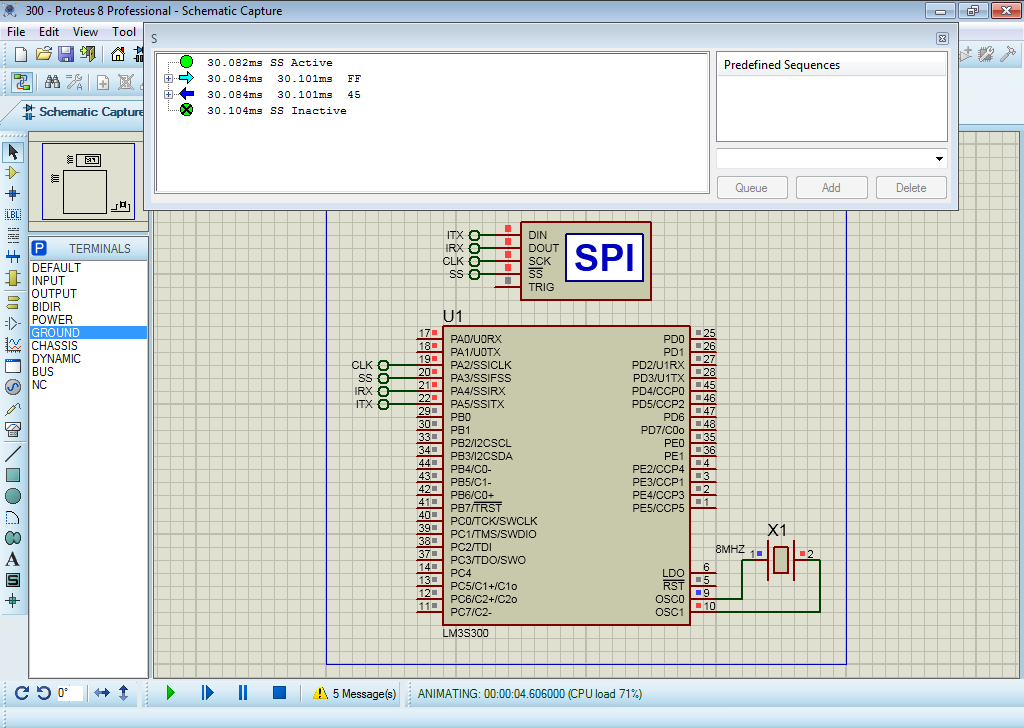 300 - Proteus 8 Professional - Schematic Capture
File Edit View Tool
S
30.082ms SS Active
30.084ms 30.101ms FF
30.084ms 30.101ms 45
30.104ms SS Inactive
Predefined Sequences
Queue Add Delete
Schematic Capture
LBL
P TERMINALS
DEFAULT
INPUT
OUTPUT
BIDIR
POWER
GROUND
CHASSIS
DYNAMIC
BUS
NC
A
S
ITX DIN
IRX DOUT
CLK SCK
SS SS
TRIG
SPI
U1
17 PA0/U0RX PD0 25
18 PA1/U0TX PD1 26
CLK 19 PA2/SSICLK PD2/U1RX 27
SS 20 PA3/SSIFSS PD3/U1TX 28
IRX 21 PA4/SSIRX PD4/CCP0 45
ITX 22 PA5/SSITX PD5/CCP2 46
29 PB0 PD6 47
30 PB1 PD7/C0o 48
33 PB2/I2CSCL PE0 35
34 PB3/I2CSDA PE1 36
44 PB4/C0- PE2/CCP4 4
43 PB5/C1- PE3/CCP1 3
42 PB6/C0+ PE4/CCP3 2
41 PB7/TRST PE5/CCP5 1
40 PC0/TCK/SWCLK
39 PC1/TMS/SWDIO
38 PC2/TDI
37 PC3/TDO/SWO
14 PC4 LDO 6
13 PC5/C1+/C1o RST 5
12 PC6/C2+/C2o OSC0 9
11 PC7/C2- OSC1 10
LM3S300
X1
8MHZ 1 2
0°
5 Message(s)
ANIMATING: 00:00:04.606000 (CPU load 71%)